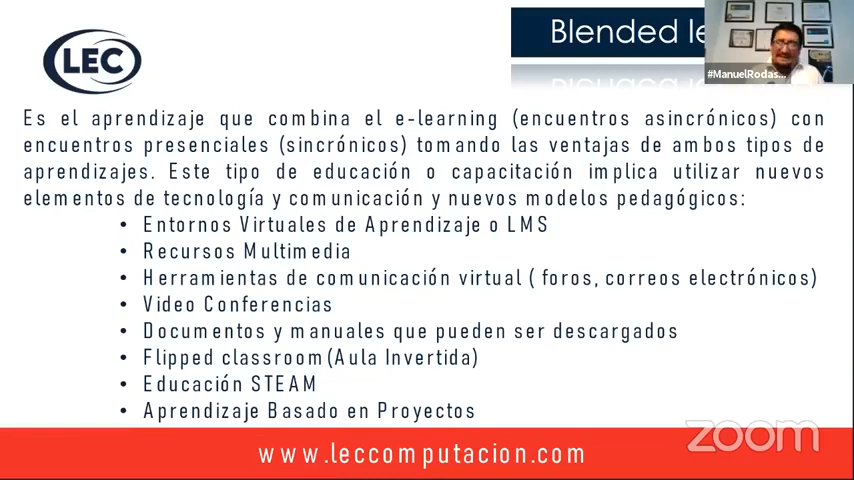 LEC
Blended le
#ManuelRodas...
Es el aprendizaje que combina el e-learning (encuentros asincrónicos) con
encuentros presenciales (sincrónicos) tomando las ventajas de ambos tipos de
aprendizajes. Este tipo de educación o capacitación implica utilizar nuevos
elementos de tecnología y comunicación y nuevos modelos pedagógicos:
• Entornos Virtuales de Aprendizaje o LMS
• Recursos Multimedia
• Herramientas de comunicación virtual ( foros, correos electrónicos)
• Video Conferencias
• Documentos y manuales que pueden ser descargados
• Flipped classroom (Aula Invertida)
• Educación STEAM
• Aprendizaje Basado en Proyectos
zoom
www.leccomputacion.com